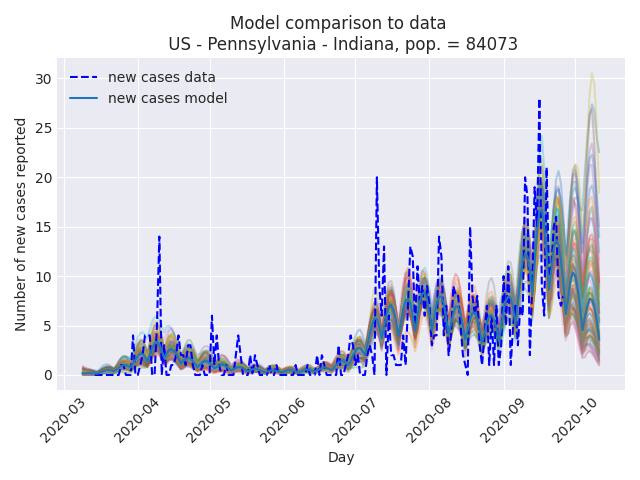 Model comparison to data
US - Pennsylvania - Indiana, pop. = 84073
new cases data
new cases model
Number of new cases reported
30
25
20
15
10
5
0
2020-03
2020-04
2020-05
2020-06
2020-07
2020-08
2020-09
2020-10
Day